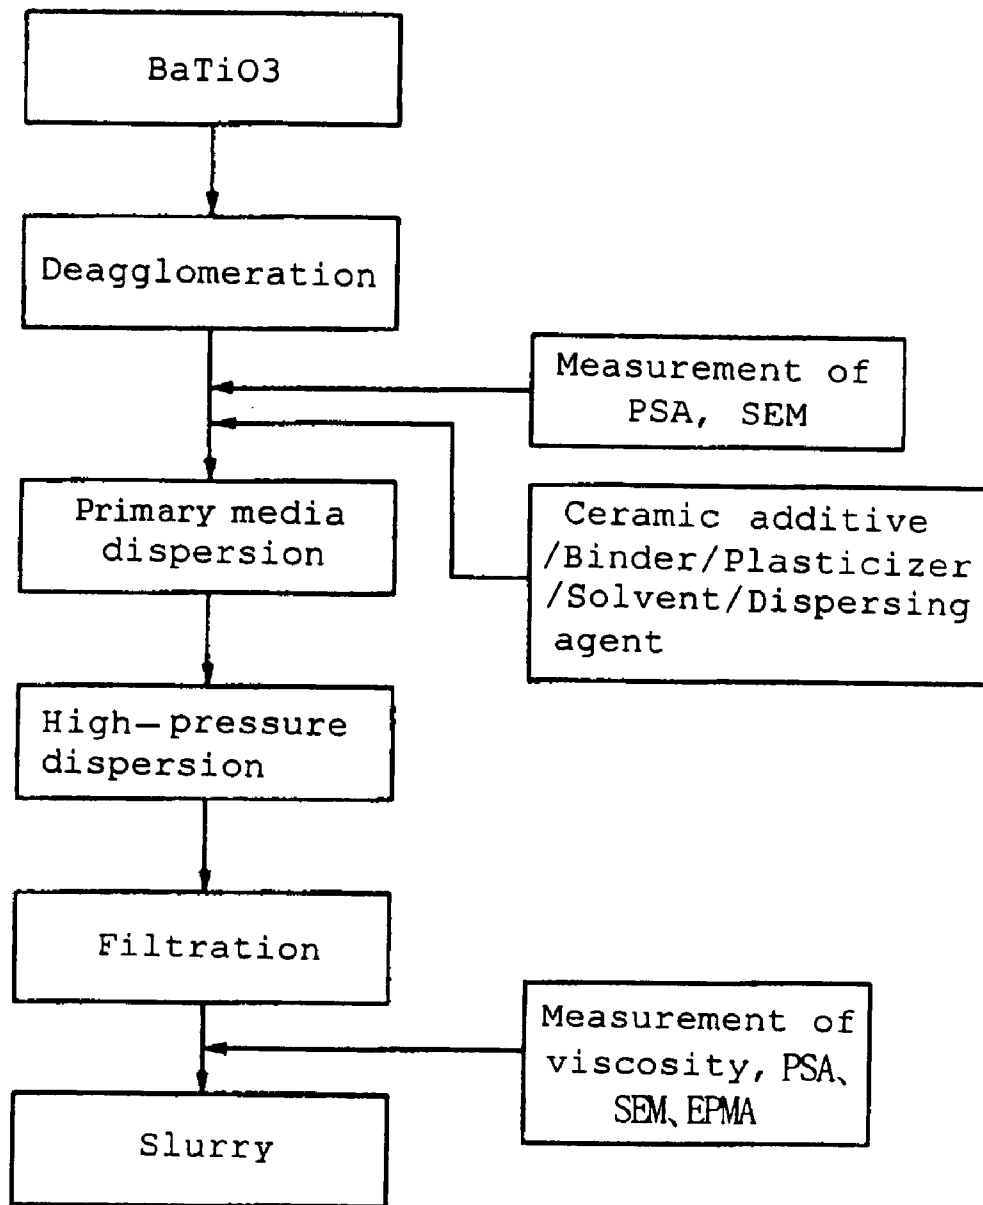 BaTiO3
Deagglomeration
Measurement of
PSA, SEM
Primary media
dispersion
Ceramic additive
/Binder/Plasticizer
/Solvent/Dispersing
agent
High-pressure
dispersion
Filtration
Measurement of
viscosity, PSA、
SEM、EPMA
Slurry